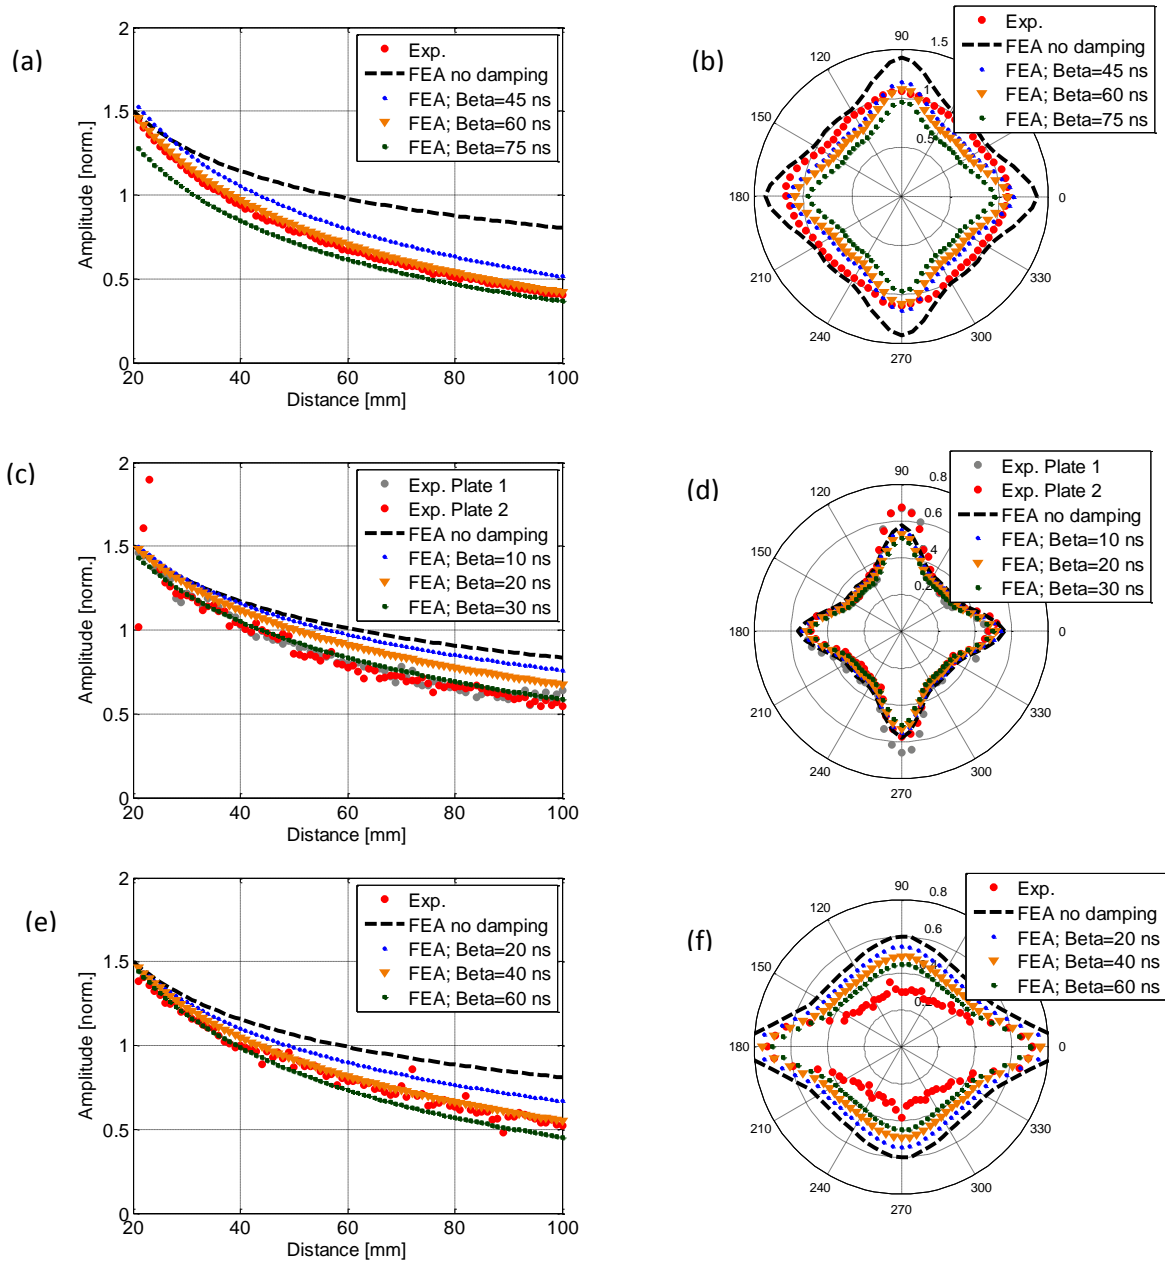 (a)
2
1.5
1
0.5
0
20
40
60
80
100
Amplitude [norm.]
Distance [mm]
Exp.
FEA no damping
FEA; Beta=45 ns
FEA; Beta=60 ns
FEA; Beta=75 ns
(b)
90
120
150
180
210
240
270
300
330
0
1.5
1
0.5
Exp.
FEA no damping
FEA; Beta=45 ns
FEA; Beta=60 ns
FEA; Beta=75 ns
(c)
2
1.5
1
0.5
0
20
40
60
80
100
Amplitude [norm.]
Distance [mm]
Exp. Plate 1
Exp. Plate 2
FEA no damping
FEA; Beta=10 ns
FEA; Beta=20 ns
FEA; Beta=30 ns
(d)
90
120
150
180
210
240
270
300
330
0
0.8
0.6
4
0.2
Exp. Plate 1
Exp. Plate 2
FEA no damping
FEA; Beta=10 ns
FEA; Beta=20 ns
FEA; Beta=30 ns
(e)
2
1.5
1
0.5
0
20
40
60
80
100
Amplitude [norm.]
Distance [mm]
Exp.
FEA no damping
FEA; Beta=20 ns
FEA; Beta=40 ns
FEA; Beta=60 ns
(f)
90
120
150
180
210
240
270
300
330
0
0.8
0.6
Exp.
FEA no damping
FEA; Beta=20 ns
FEA; Beta=40 ns
FEA; Beta=60 ns